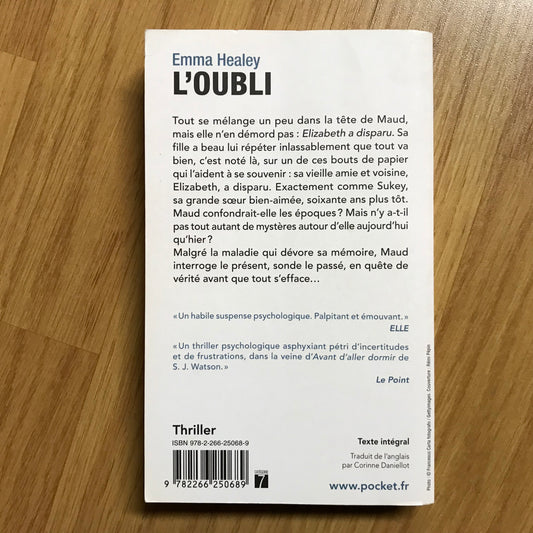 Emma Healey
L'OUBLI
Tout se mélange un peu dans la tête de Maud,
mais elle n'en démord pas : Elizabeth a disparu. Sa
fille a beau lui répéter inlassablement que tout va
bien, c'est noté là, sur un de ces bouts de papier
qui l'aident à se souvenir : sa vieille amie et voisine,
Elizabeth, a disparu. Exactement comme Sukey,
sa grande sœur bien-aimée, soixante ans plus tôt.
Maud confondrait-elle les époques ? Mais n'y a-t-il
pas tout autant de mystères autour d'elle aujourd'hui
qu'hier ?
Malgré la maladie qui dévore sa mémoire, Maud
interroge le présent, sonde le passé, en quête de
vérité avant que tout s'efface…
« Un habile suspense psychologique. Palpitant et émouvant. »
ELLE
« Un thriller psychologique asphyxiant pétri d'incertitudes
et de frustrations, dans la veine d'Avant d'aller dormir de
S. J. Watson. »
Le Point
Thriller
ISBN 978-2-266-25068-9
9 782266 250689
7
Texte intégral
Traduit de l'anglais
par Corinne Daniellot
www.pocket.fr